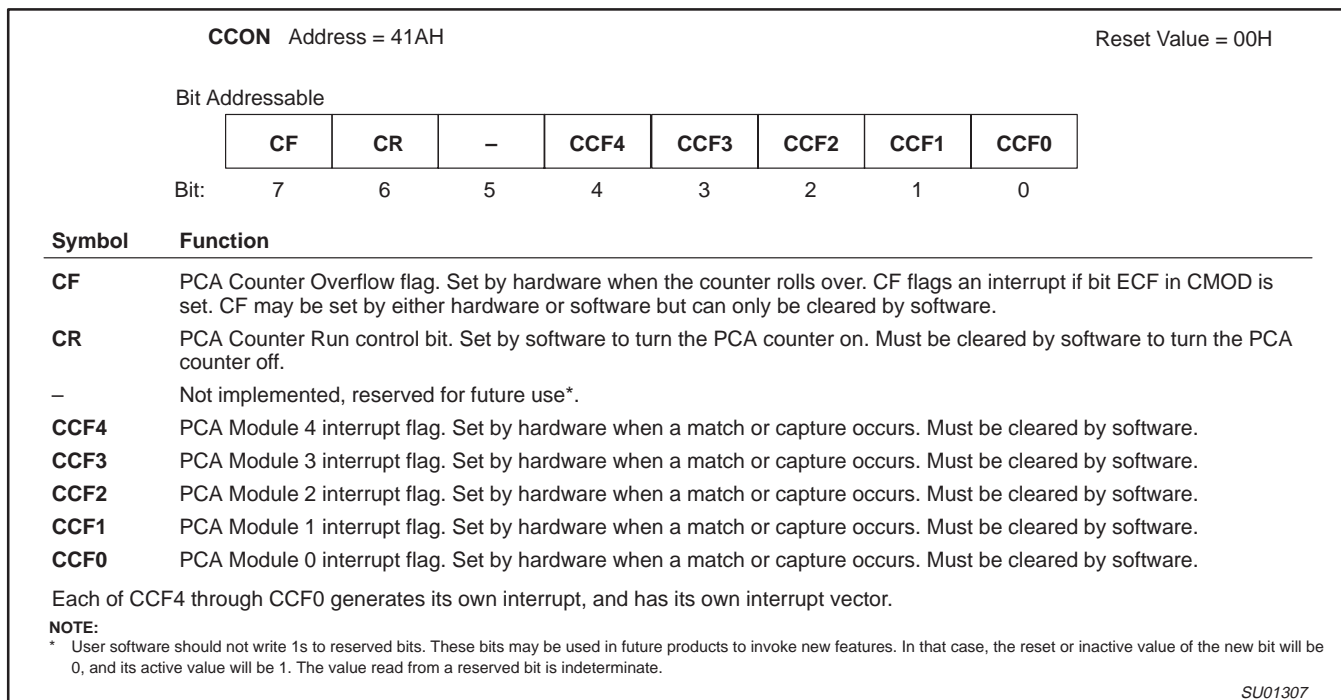 CCON Address = 41AH Reset Value = 00H
Bit Addressable
CF CR – CCF4 CCF3 CCF2 CCF1 CCF0
Bit: 7 6 5 4 3 2 1 0
Symbol Function
CF PCA Counter Overflow flag. Set by hardware when the counter rolls over. CF flags an interrupt if bit ECF in CMOD is
set. CF may be set by either hardware or software but can only be cleared by software.
CR PCA Counter Run control bit. Set by software to turn the PCA counter on. Must be cleared by software to turn the PCA
counter off.
– Not implemented, reserved for future use*.
CCF4 PCA Module 4 interrupt flag. Set by hardware when a match or capture occurs. Must be cleared by software.
CCF3 PCA Module 3 interrupt flag. Set by hardware when a match or capture occurs. Must be cleared by software.
CCF2 PCA Module 2 interrupt flag. Set by hardware when a match or capture occurs. Must be cleared by software.
CCF1 PCA Module 1 interrupt flag. Set by hardware when a match or capture occurs. Must be cleared by software.
CCF0 PCA Module 0 interrupt flag. Set by hardware when a match or capture occurs. Must be cleared by software.
Each of CCF4 through CCF0 generates its own interrupt, and has its own interrupt vector.
NOTE:
* User software should not write 1s to reserved bits. These bits may be used in future products to invoke new features. In that case, the reset or inactive value of the new bit will be
0, and its active value will be 1. The value read from a reserved bit is indeterminate.
SU01307